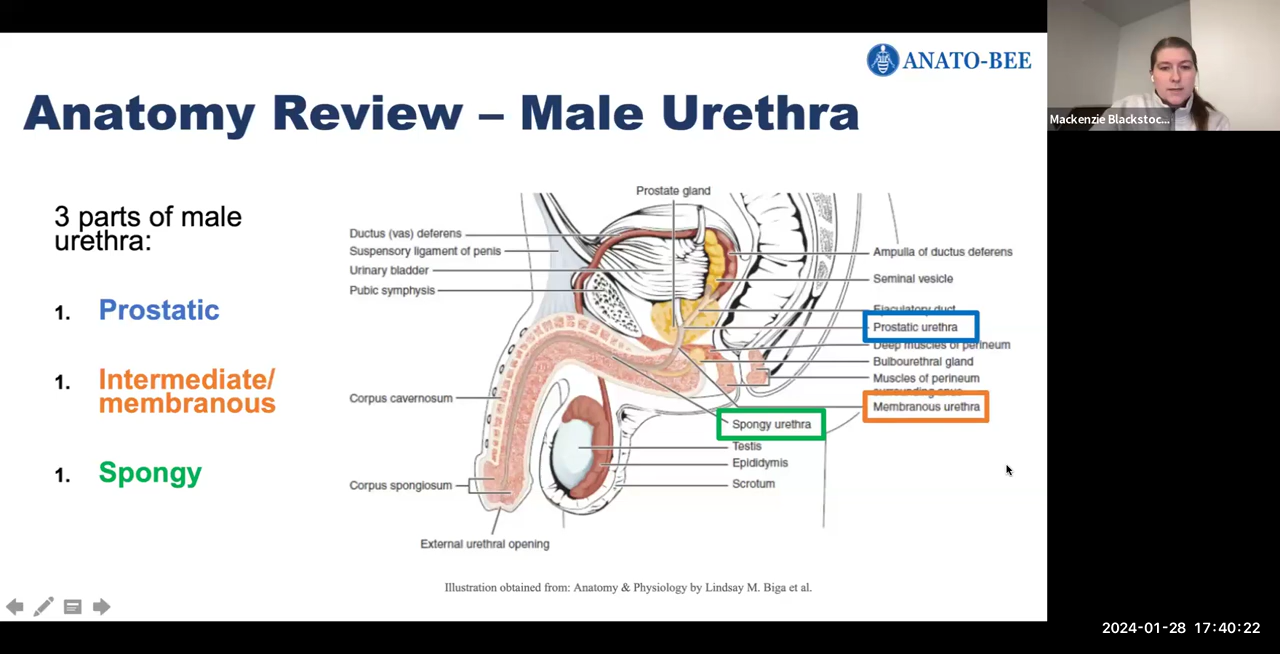 ANATO-BEE
Mackenzie Blackstoc...
Anatomy Review – Male Urethra
3 parts of male
urethra:
1. Prostatic
1. Intermediate/
membranous
1. Spongy
Prostate gland
Ductus (vas) deferens
Suspensory ligament of penis
Urinary bladder
Pubic symphysis
Corpus cavernosum
Corpus spongiosum
External urethral opening
Ampulla of ductus deferens
Seminal vesicle
Ejaculatory duct
Prostatic urethra
Deep muscles of perineum
Bulbourethral gland
Muscles of perineum
surrounding anus
Membranous urethra
Spongy urethra
Testis
Epididymis
Scrotum
Illustration obtained from: Anatomy & Physiology by Lindsay M. Biga et al.
2024-01-28 17:40:22